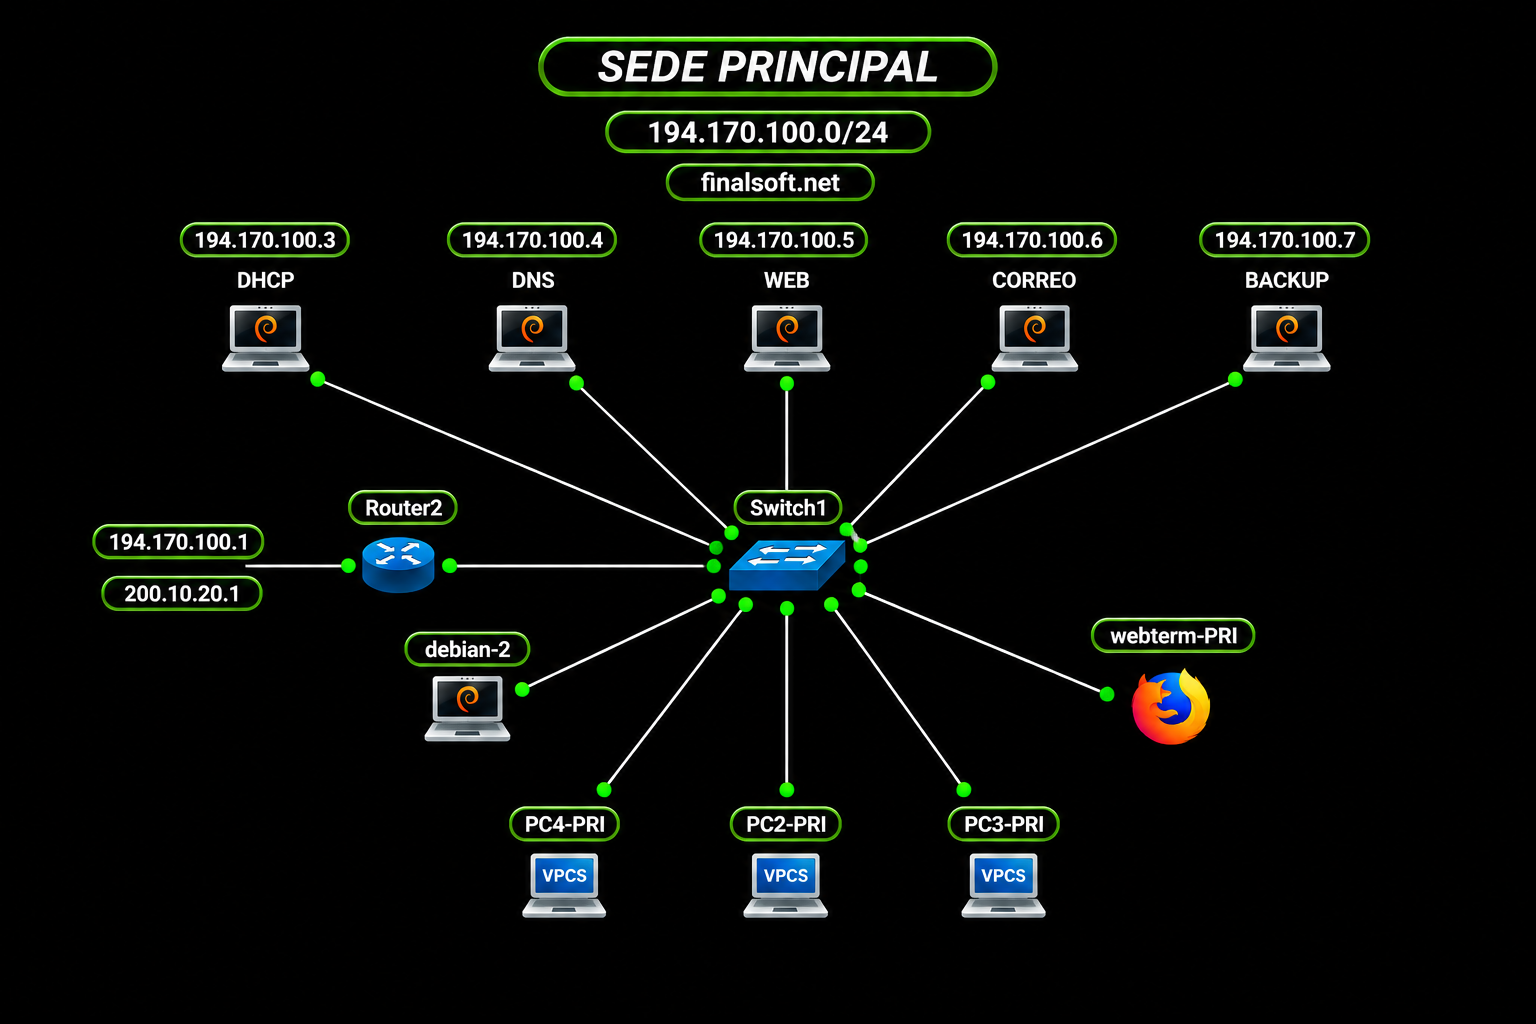 SEDE PRINCIPAL
194.170.100.0/24
finalsoft.net
194.170.100.3
194.170.100.4
194.170.100.5
194.170.100.6
194.170.100.7
DHCP
DNS
WEB
CORREO
BACKUP
Router2
Switch1
194.170.100.1
200.10.20.1
debian-2
webterm-PRI
PC4-PRI
PC2-PRI
PC3-PRI
VPCS
VPCS
VPCS